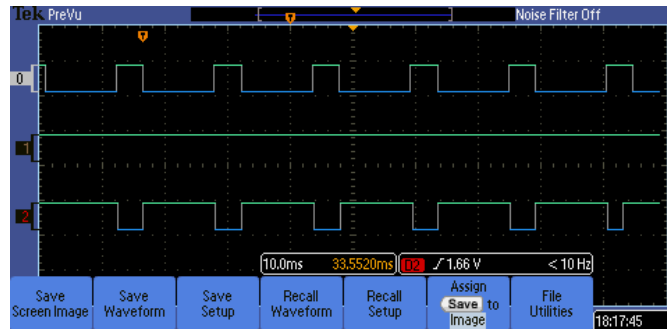 Tek PreVu Noise Filter Off
0
1
2
10.0ms 33.5520ms D2 1.66 V < 10 Hz
Save Screen Image
Save Waveform
Save Setup
Recall Waveform
Recall Setup
Assign Save to Image
File Utilities
18:17:45